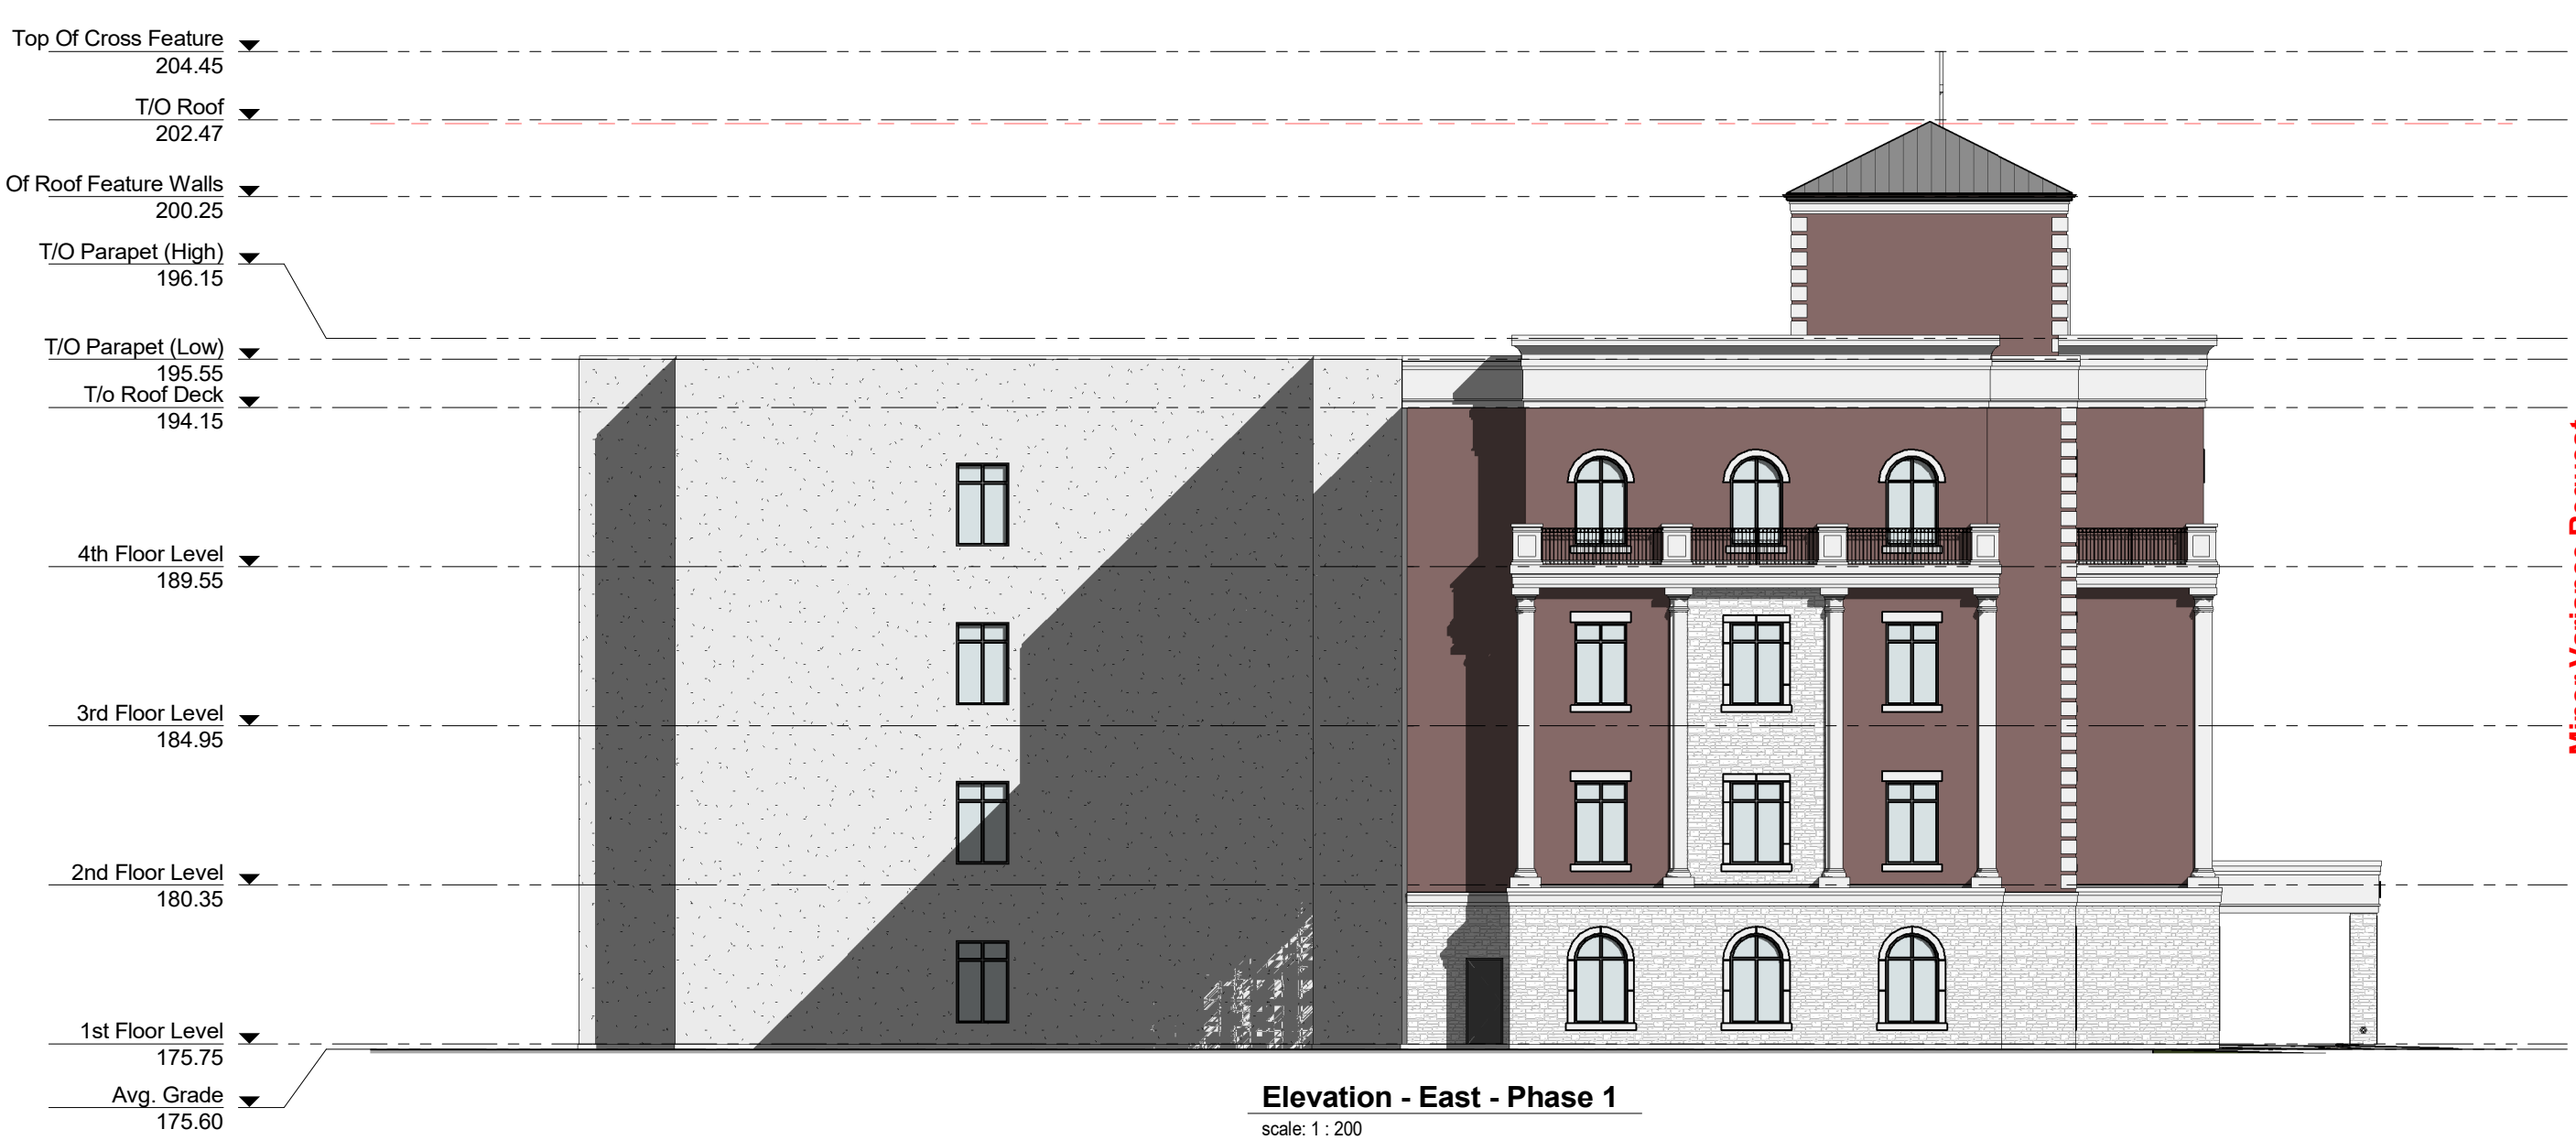 Top Of Cross Feature
204.45
T/O Roof
202.47
Of Roof Feature Walls
200.25
T/O Parapet (High)
196.15
T/O Parapet (Low)
195.55
T/o Roof Deck
194.15
4th Floor Level
189.55
3rd Floor Level
184.95
2nd Floor Level
180.35
1st Floor Level
175.75
Avg. Grade
175.60
Minor Variance Request
Elevation - East - Phase 1
scale: 1 : 200